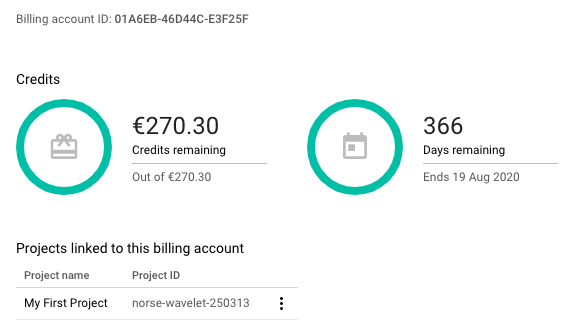 Billing account ID: 01A6EB-46D44C-E3F25F
Credits
€270.30
Credits remaining
Out of €270.30
366
Days remaining
Ends 19 Aug 2020
Projects linked to this billing account
Project name Project ID
My First Project norse-wavelet-250313